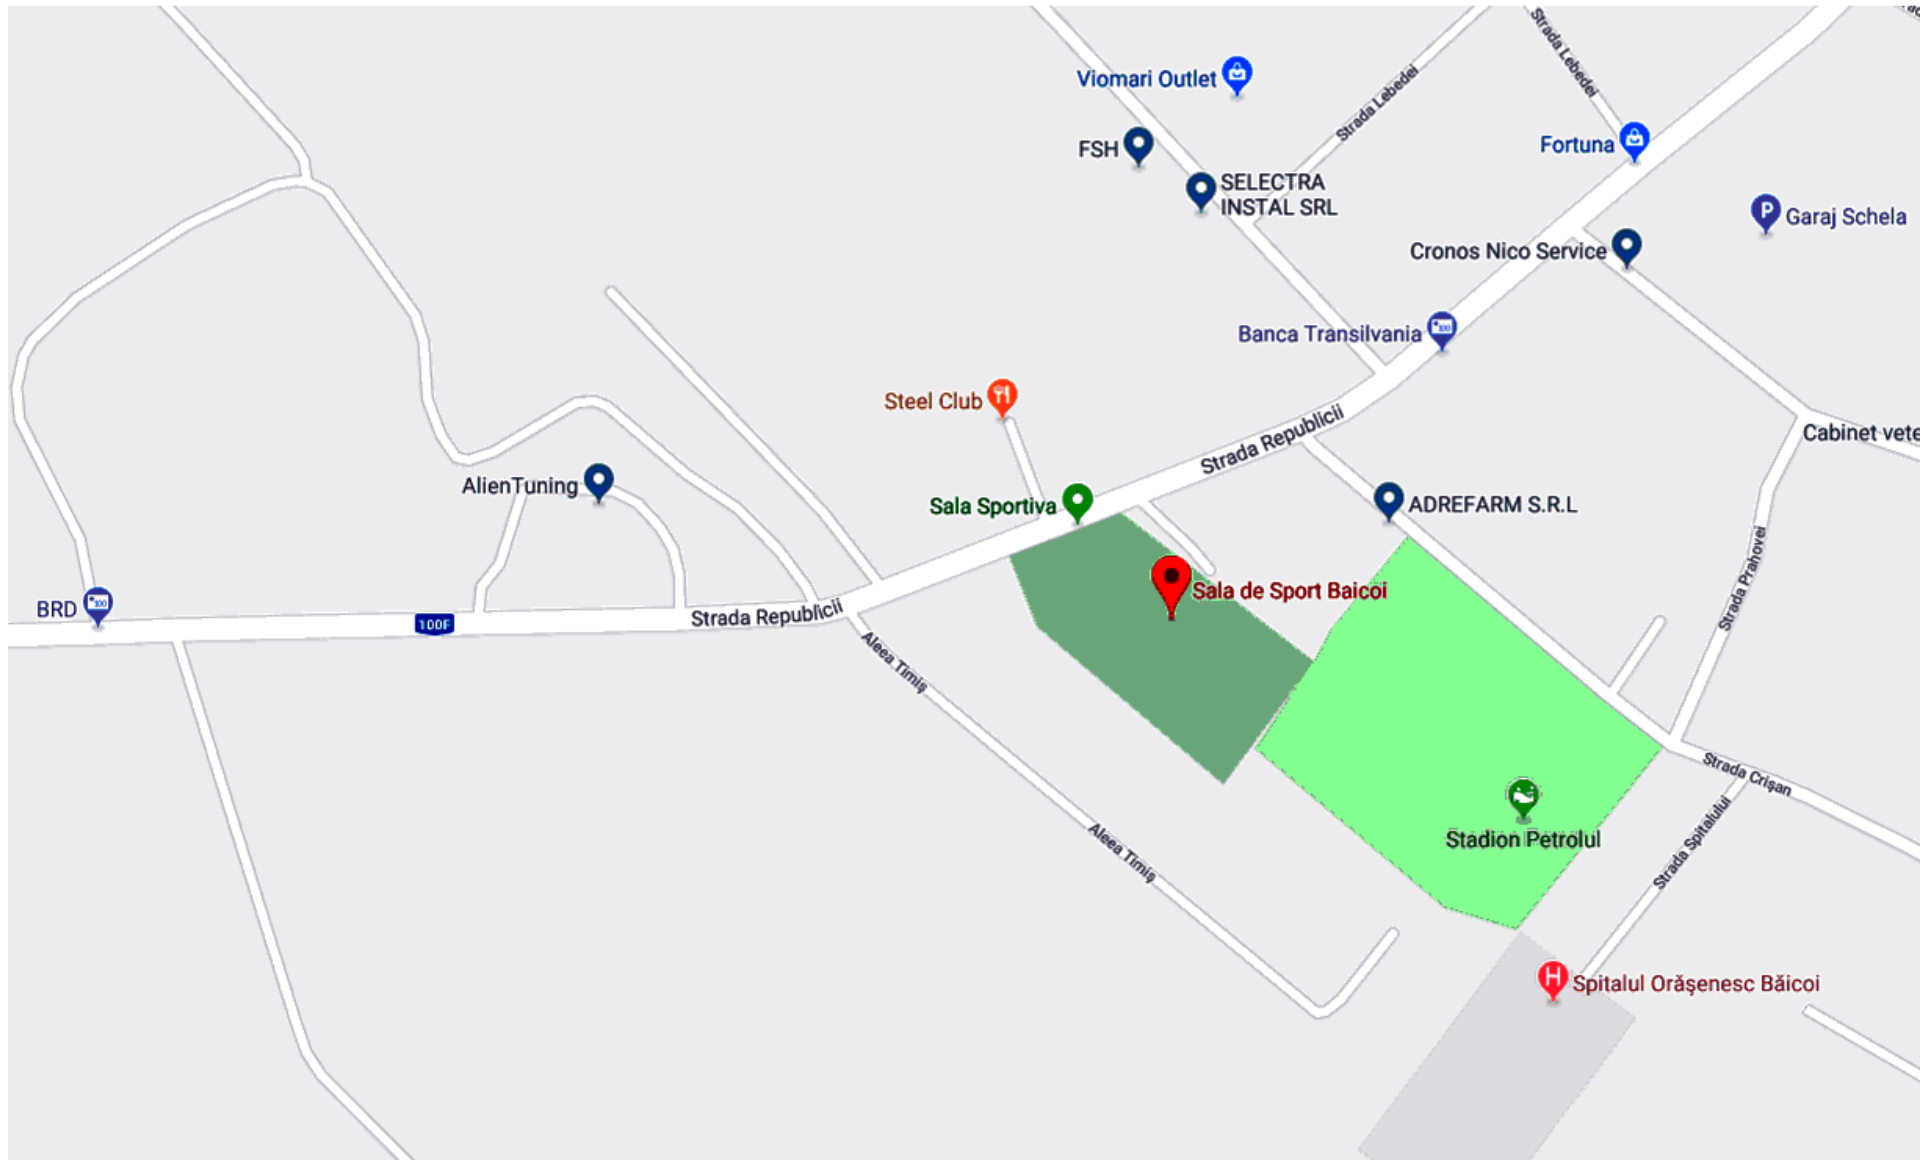 Strada Lebedei
Viomari Outlet
Strada Lebedei
FSH
Fortuna
SELECTRA
INSTAL SRL
P
Garaj Schela
Cronos Nico Service
Banca Transilvania
Steel Club
Strada Republicii
Cabinet vete
AlienTuning
Sala Sportiva
ADREFARM S.R.L
Strada Prahovei
Sala de Sport Baicoi
BRD
100F
Strada Republicii
Aleea Timiș
Strada Crișan
Stadion Petrolul
Strada Spitalului
Aleea Timiș
H
Spitalul Orășenesc Băicoi